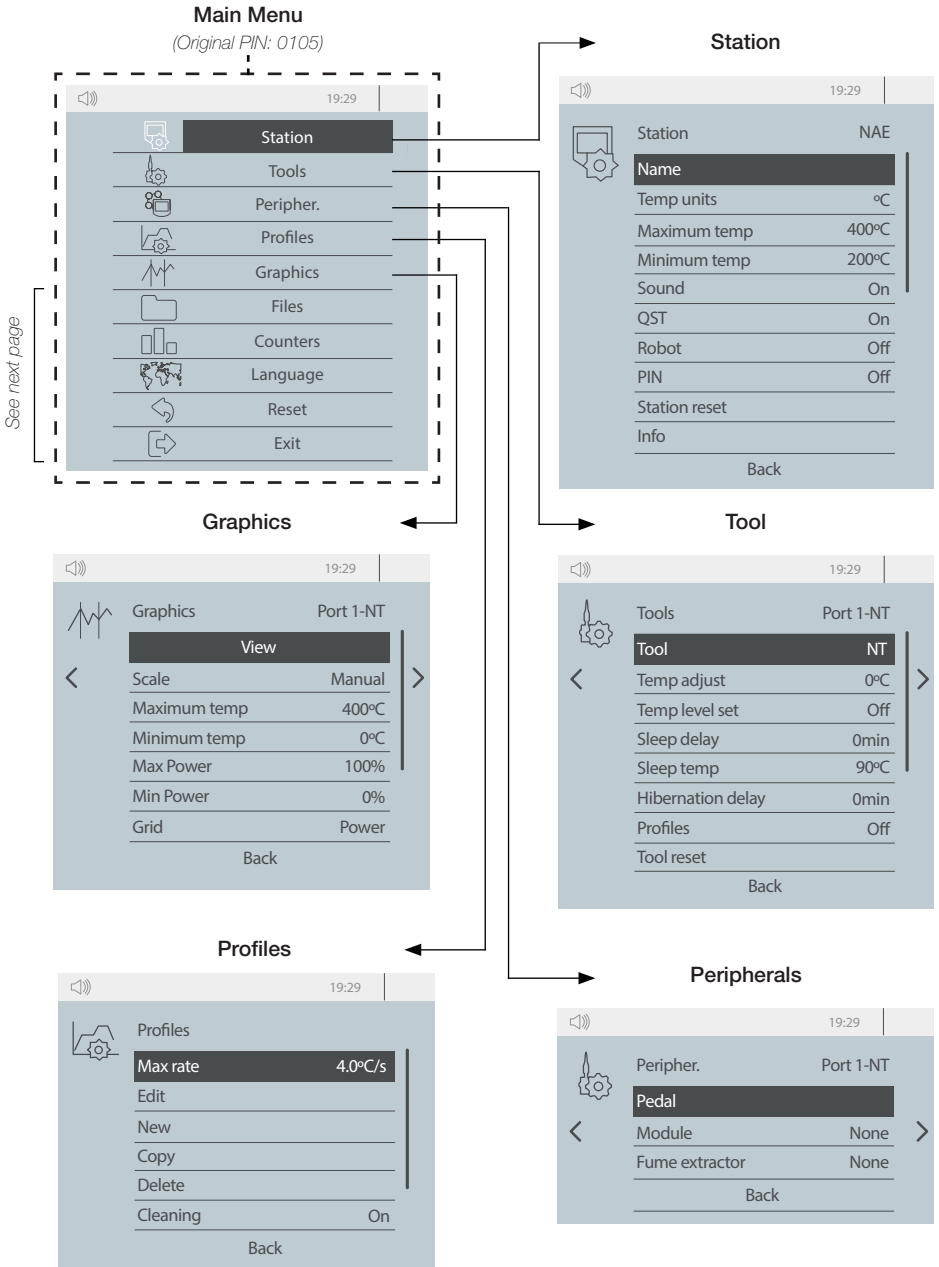 Main Menu
(Original PIN: 0105)
19:29
Station
Tools
Peripher.
Profiles
Graphics
Files
Counters
Language
Reset
Exit
See next page
Station
19:29
Station NAE
Name
Temp units ºC
Maximum temp 400ºC
Minimum temp 200ºC
Sound On
QST On
Robot Off
PIN Off
Station reset
Info
Back
Graphics
19:29
Graphics Port 1-NT
View
Scale Manual
Maximum temp 400ºC
Minimum temp 0ºC
Max Power 100%
Min Power 0%
Grid Power
Back
Tool
19:29
Tools Port 1-NT
Tool NT
Temp adjust 0ºC
Temp level set Off
Sleep delay 0min
Sleep temp 90ºC
Hibernation delay 0min
Profiles Off
Tool reset
Back
Profiles
19:29
Profiles
Max rate 4.0ºC/s
Edit
New
Copy
Delete
Cleaning On
Back
Peripherals
19:29
Peripher. Port 1-NT
Pedal
Module None
Fume extractor None
Back